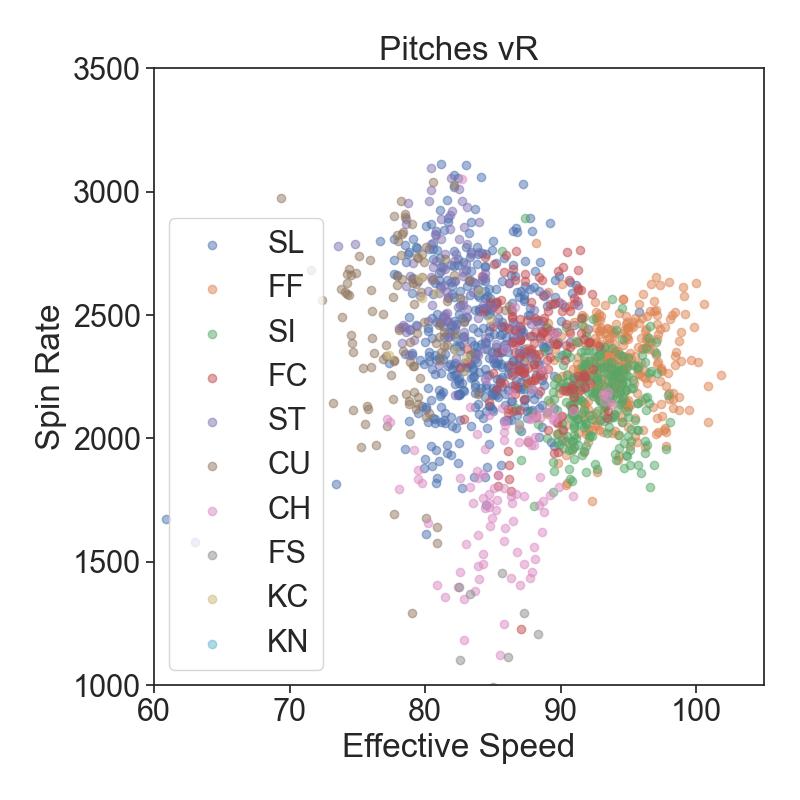 Pitches vR
3500
3000
2500
2000
1500
1000
Spin Rate
SL
FF
SI
FC
ST
CU
CH
FS
KC
KN
60
70
80
90
100
Effective Speed